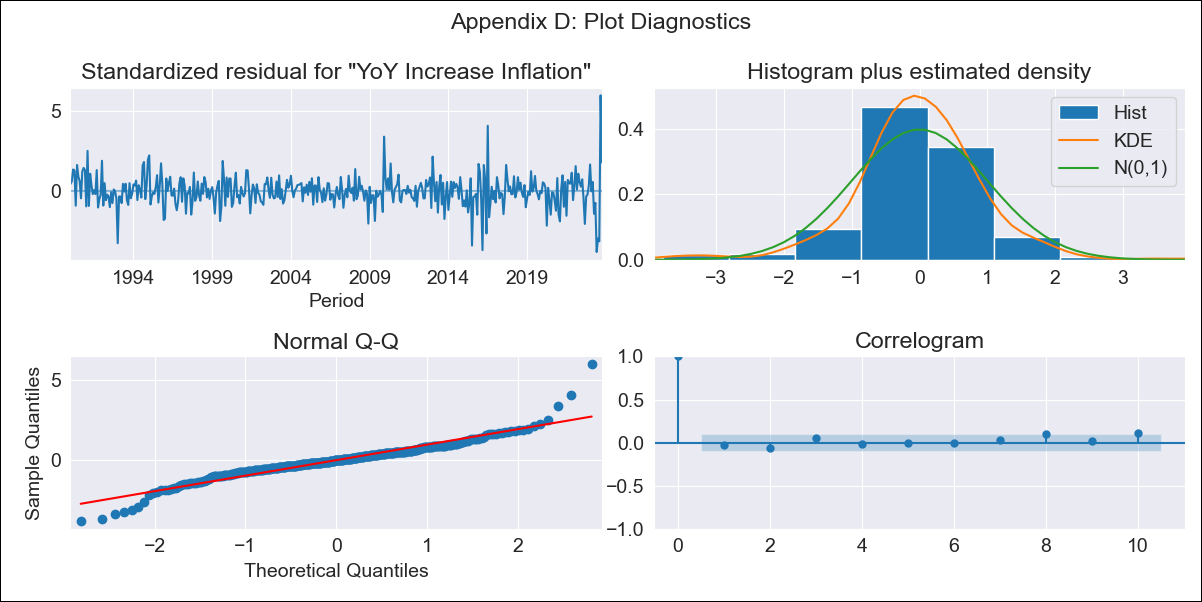 Appendix D: Plot Diagnostics
Standardized residual for "YoY Increase Inflation"
5
0
1994 1999 2004 2009 2014 2019
Period
Histogram plus estimated density
0.4
0.2
0.0
−3 −2 −1 0 1 2 3
Hist
KDE
N(0,1)
Normal Q-Q
Sample Quantiles
5
0
−2 −1 0 1 2
Theoretical Quantiles
Correlogram
1.0
0.5
0.0
−0.5
−1.0
0 2 4 6 8 10